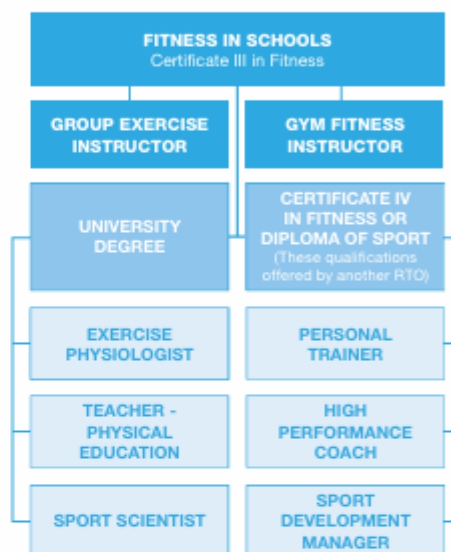 FITNESS IN SCHOOLS
Certificate III in Fitness
GROUP EXERCISE
INSTRUCTOR
GYM FITNESS
INSTRUCTOR
UNIVERSITY
DEGREE
CERTIFICATE IV
IN FITNESS OR
DIPLOMA OF SPORT
(These qualifications
offered by another RTO)
EXERCISE
PHYSIOLOGIST
PERSONAL
TRAINER
TEACHER -
PHYSICAL
EDUCATION
HIGH
PERFORMANCE
COACH
SPORT SCIENTIST
SPORT
DEVELOPMENT
MANAGER